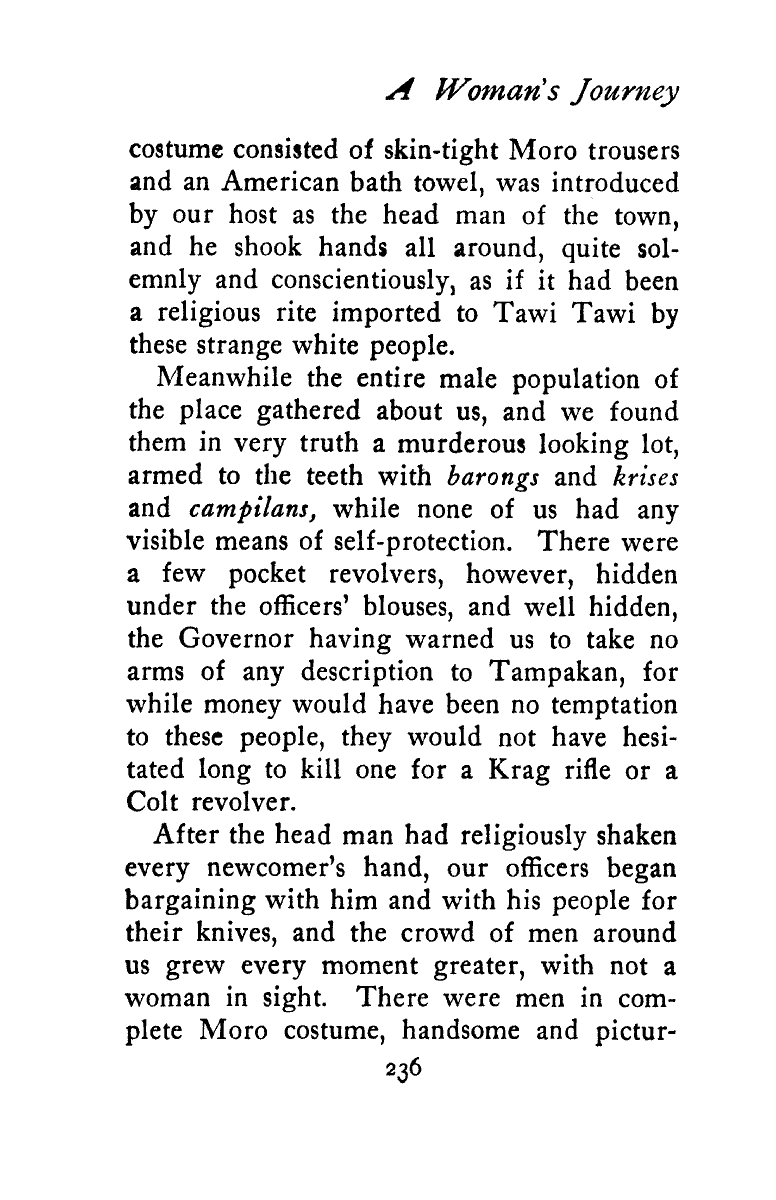 A Woman's Journey
costume consisted of skin-tight Moro trousers
and an American bath towel, was introduced
by our host as the head man of the town,
and he shook hands all around, quite sol-
emnly and conscientiously, as if it had been
a religious rite imported to Tawi Tawi by
these strange white people.
Meanwhile the entire male population of
the place gathered about us, and we found
them in very truth a murderous looking lot,
armed to the teeth with barongs and krises
and campilans, while none of us had any
visible means of self-protection. There were
a few pocket revolvers, however, hidden
under the officers' blouses, and well hidden,
the Governor having warned us to take no
arms of any description to Tampakan, for
while money would have been no temptation
to these people, they would not have hesi-
tated long to kill one for a Krag rifle or a
Colt revolver.
After the head man had religiously shaken
every newcomer's hand, our officers began
bargaining with him and with his people for
their knives, and the crowd of men around
us grew every moment greater, with not a
woman in sight. There were men in com-
plete Moro costume, handsome and pictur-
236